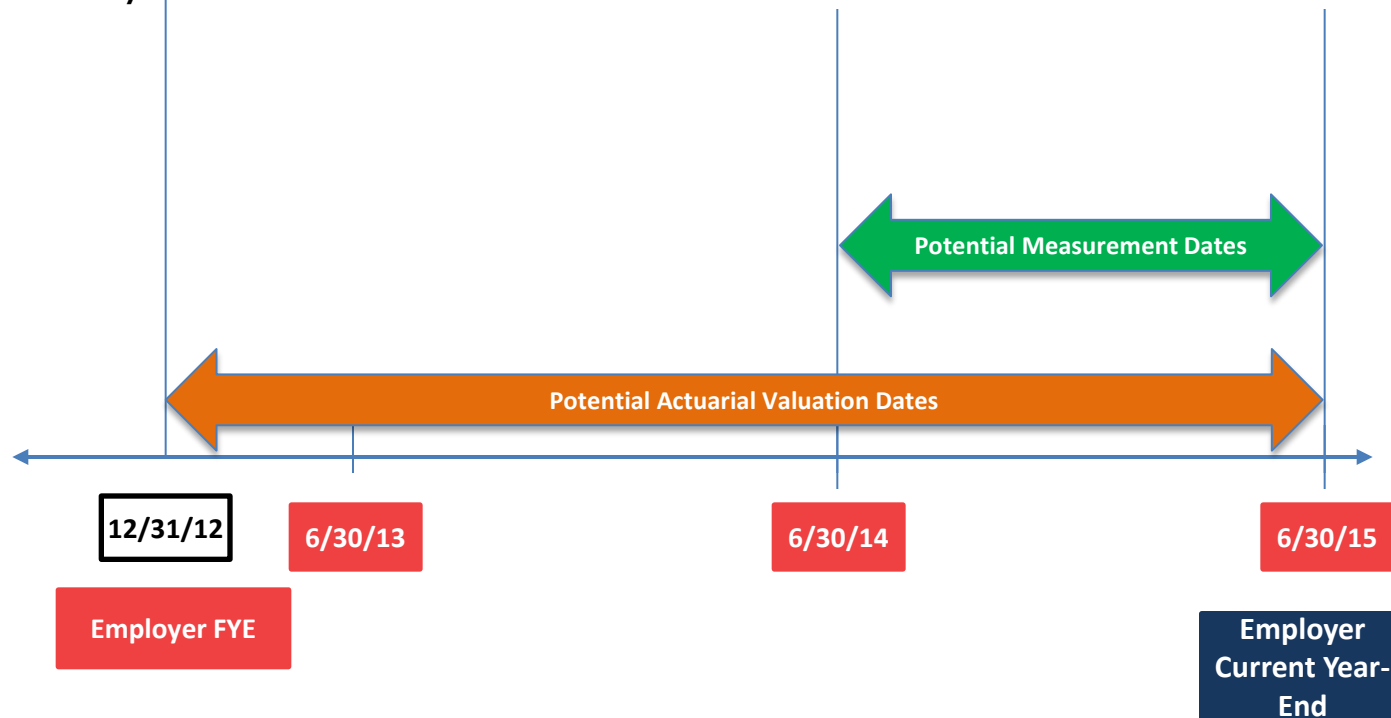 Potential Measurement Dates
Potential Actuarial Valuation Dates
12/31/12
6/30/13
6/30/14
6/30/15
Employer FYE
Employer
Current Year-
End